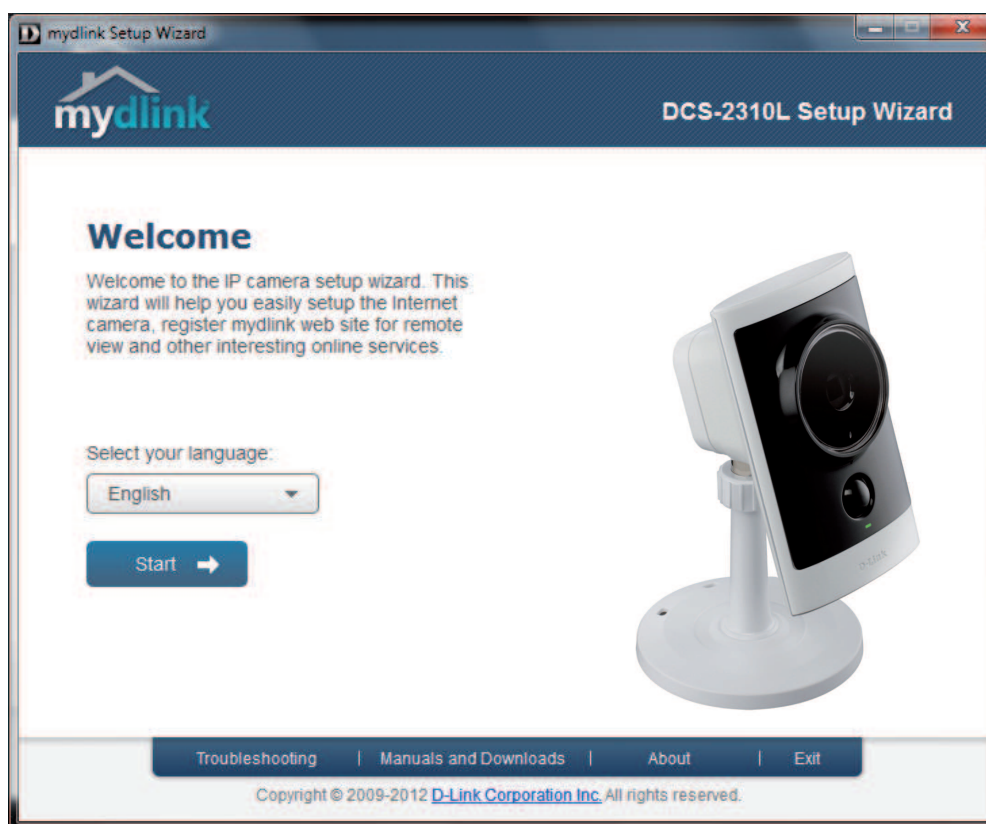 mydlink Setup Wizard
mydlink
DCS-2310L Setup Wizard
Welcome
Welcome to the IP camera setup wizard. This
wizard will help you easily setup the Internet
camera, register mydlink web site for remote
view and other interesting online services.
Select your language:
English
Start
D-Link
Troubleshooting | Manuals and Downloads | About | Exit
Copyright © 2009-2012 D-Link Corporation Inc. All rights reserved.